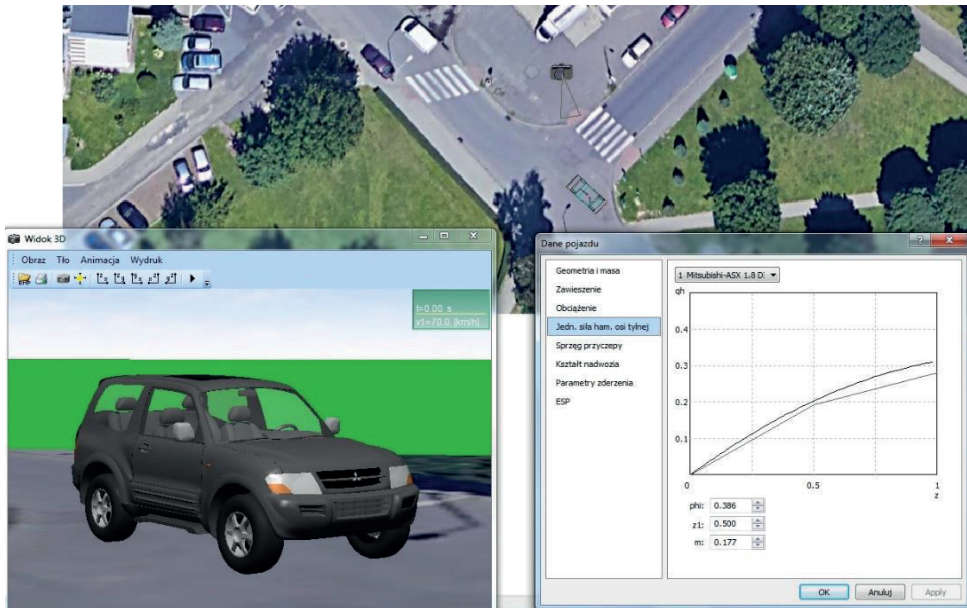 Widok 3D
Obraz Tło Animacja Wydruk
t=0.00 s
v1=70.0 [km/h]
Dane pojazdu
Geometria i masa
Zawieszenie
Obciążenie
Jedn. siła ham. osi tylnej
Sprzęg przyczepy
Kształt nadwozia
Parametry zderzenia
ESP
1 Mitsubishi-ASX 1.8 D
qh
0.4
0.3
0.2
0.1
0 0.5 1
z
phi: 0.386
z1: 0.500
m: 0.177
OK Anuluj Apply